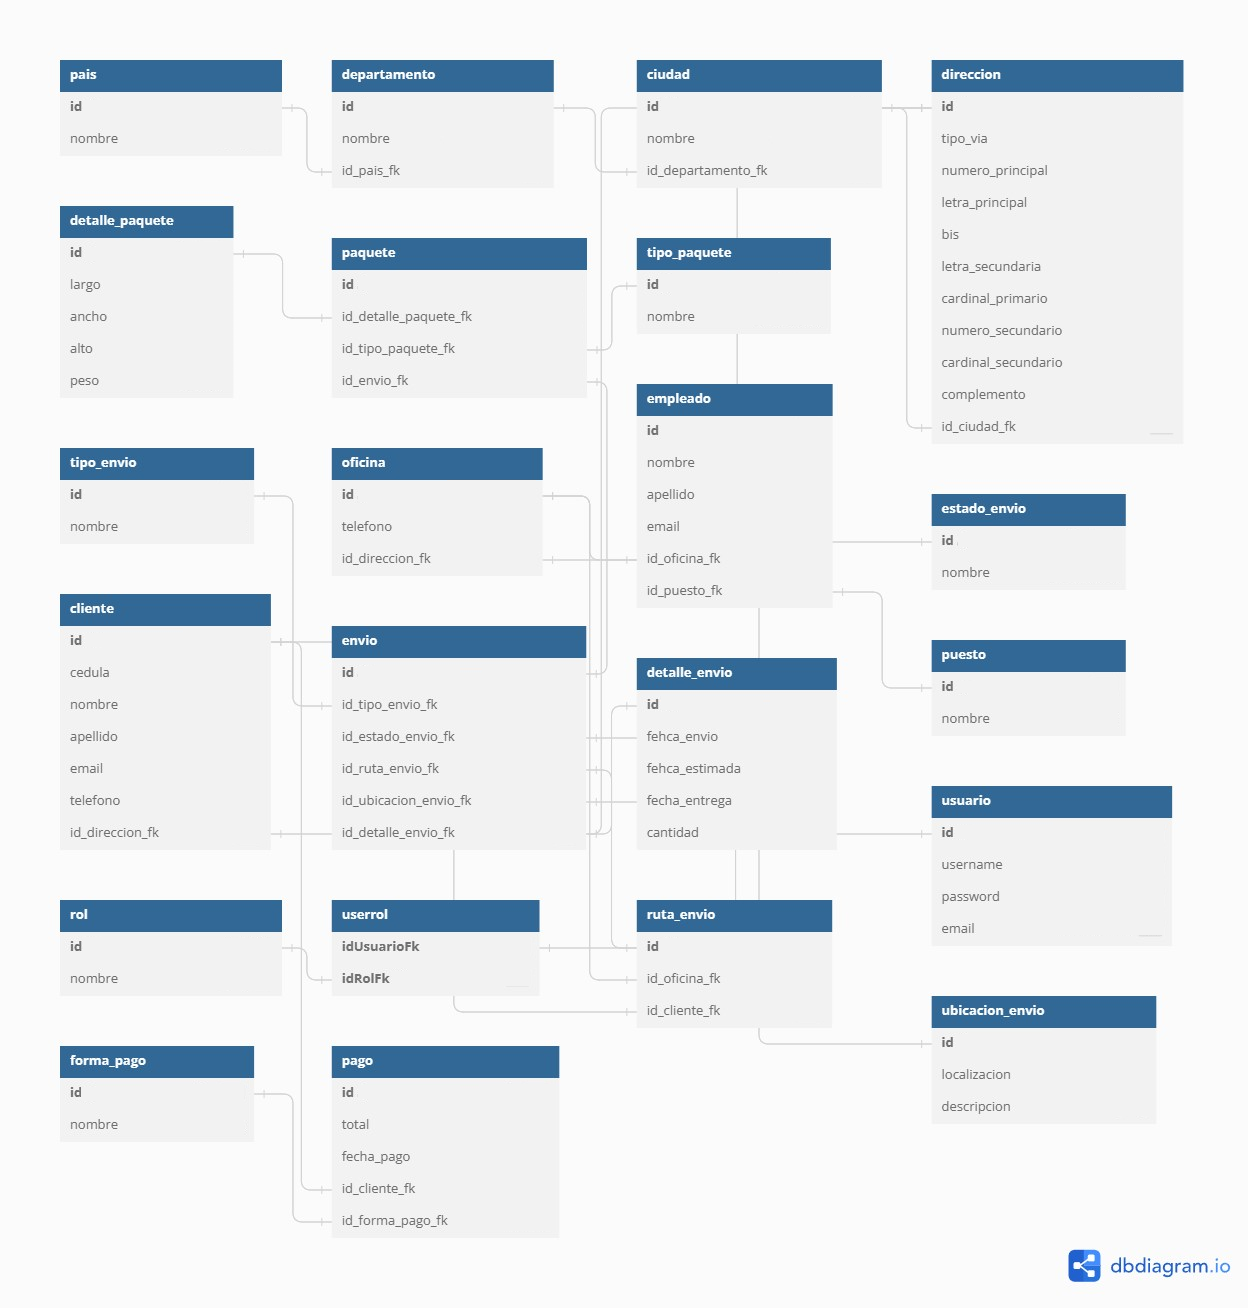 pais
id
nombre
departamento
id
nombre
id_pais_fk
ciudad
id
nombre
id_departamento_fk
direccion
id
tipo_via
numero_principal
letra_principal
bis
letra_secundaria
cardinal_primario
numero_secundario
cardinal_secundario
complemento
id_ciudad_fk
detalle_paquete
id
largo
ancho
alto
peso
paquete
id
id_detalle_paquete_fk
id_tipo_paquete_fk
id_envio_fk
tipo_paquete
id
nombre
empleado
id
nombre
apellido
email
id_oficina_fk
id_puesto_fk
tipo_envio
id
nombre
oficina
id
telefono
id_direccion_fk
estado_envio
id
nombre
cliente
id
cedula
nombre
apellido
email
telefono
id_direccion_fk
envio
id
id_tipo_envio_fk
id_estado_envio_fk
id_ruta_envio_fk
id_ubicacion_envio_fk
id_detalle_envio_fk
detalle_envio
id
fehca_envio
fehca_estimada
fecha_entrega
cantidad
puesto
id
nombre
usuario
id
username
password
email
rol
id
nombre
userrol
idUsuarioFk
idRolFk
ruta_envio
id
id_oficina_fk
id_cliente_fk
ubicacion_envio
id
localizacion
descripcion
forma_pago
id
nombre
pago
id
total
fecha_pago
id_cliente_fk
id_forma_pago_fk
dbdiagram.io